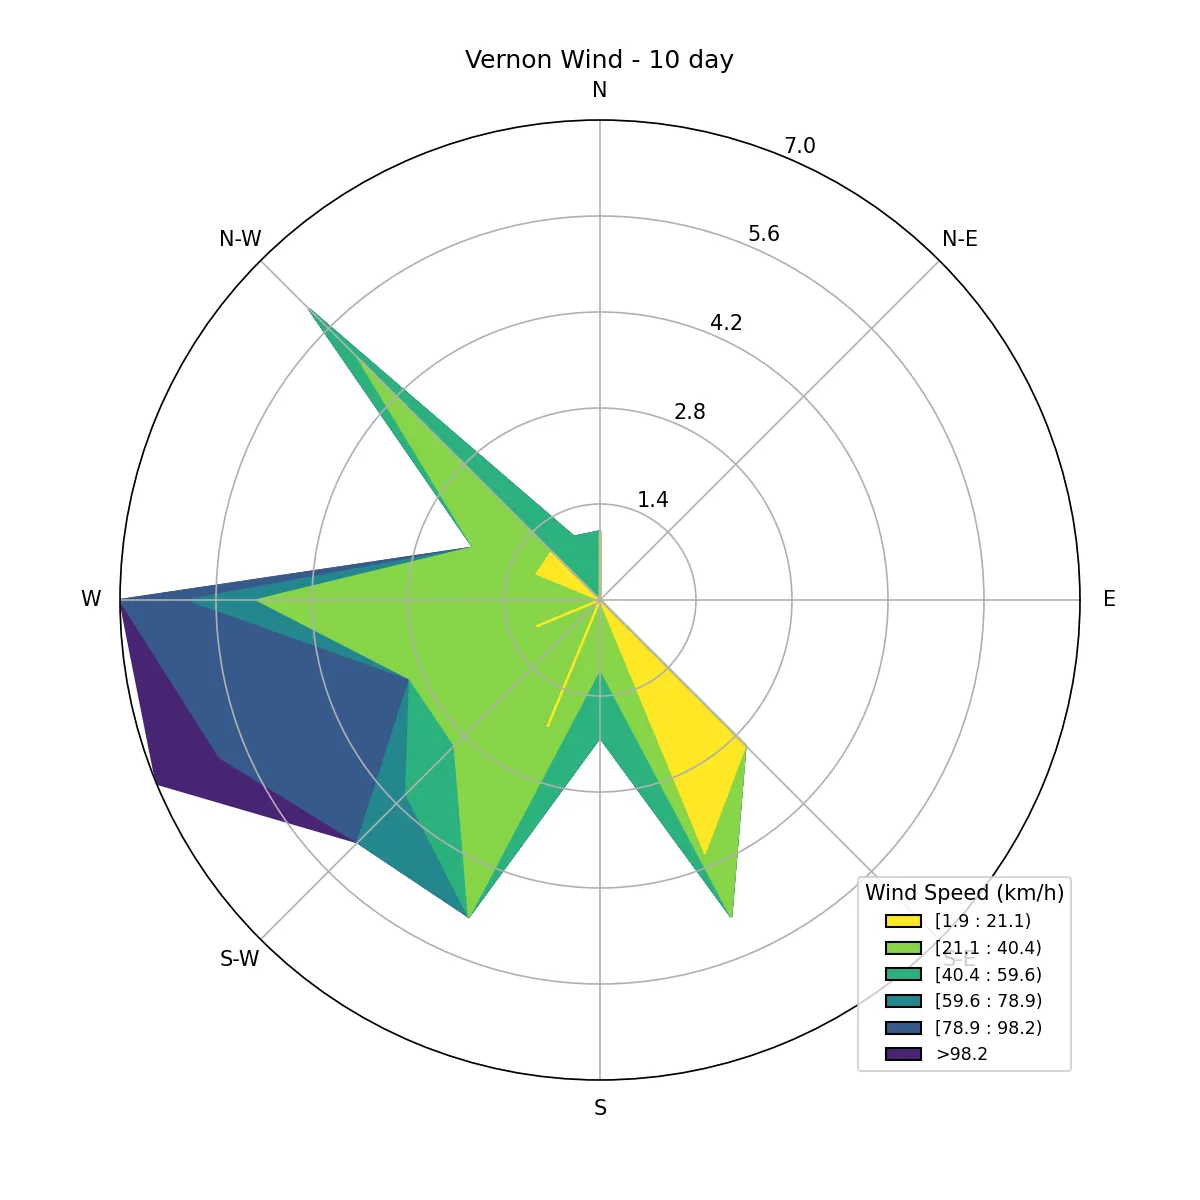 Vernon Wind - 10 day
N
7.0
5.6
N-W
N-E
4.2
2.8
1.4
W
E
Wind Speed (km/h)
[1.9 : 21.1)
[21.1 : 40.4)
S-W
S-E
[40.4 : 59.6)
[59.6 : 78.9)
[78.9 : 98.2)
>98.2
S